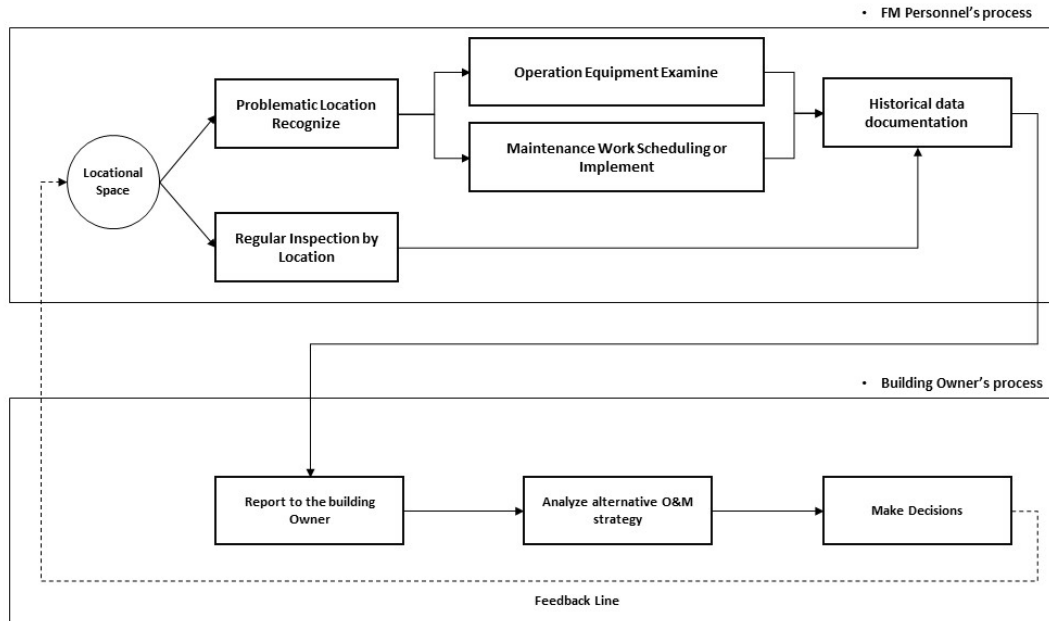 • FM Personnel's process
Operation Equipment Examine
Problematic Location
Recognize
Historical data
documentation
Maintenance Work Scheduling or
Implement
Locational
Space
Regular Inspection by
Location
• Building Owner's process
Report to the building
Owner
Analyze alternative O&M
strategy
Make Decisions
Feedback Line